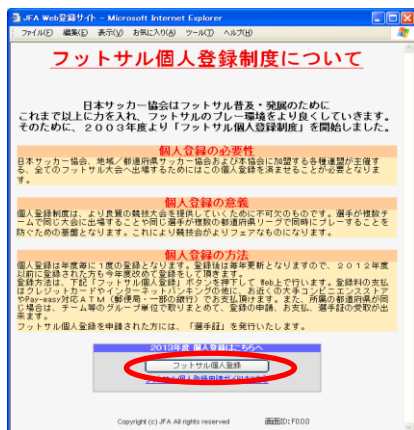 JFA Web登録サイト - Microsoft Internet Explorer
ファイル(F) 編集(E) 表示(V) お気に入り(A) ツール(T) ヘルプ(H)
フットサル個人登録制度について
日本サッカー協会はフットサル普及・発展のために
これまで以上に力を入れ、フットサルのプレー環境をより良くしていきます。
そのために、２００３年度より「フットサル個人登録制度」を開始しました。
個人登録の必要性
日本サッカー協会、地域／都道府県サッカー協会および本協会に加盟する各種連盟が主催す
る、全てのフットサル大会へ出場するためにはこの個人登録を済ませることが必要となりま
す。
個人登録の意義
個人登録制度は、より良質の競技大会を提供していくために不可欠のものです。選手が複数チ
ームで同じ大会に出場することや同じ選手が複数の都道府県リーグで同時にプレーすることを
防ぐための基盤となります。これにより競技会がよりフェアなものになります。
個人登録の方法
個人登録は年度毎に1度の登録となります。登録後は毎年更新となりますので、２０１２年度
以前に登録された方も今年度改めて登録をして頂きます。
登録方法は、下記「フットサル個人登録」ボタンを押下して Web上で行います。登録料の支払
はクレジットカードやインターネットバンキングの他に、お近くの大手コンビニエンスストア
やPay-easy対応ＡＴＭ（郵便局・一部の銀行）でお支払頂けます。また、所属の都道府県が同
じ場合は、チーム等のグループ単位で取りまとめて、登録の申請、お支払、選手証の受取が出
来ます。
フットサル個人登録を申請された方には、「選手証」を発行いたします。
2013年度 個人登録はこちらへ
フットサル個人登録
フットサル個人登録申請ガイドはこちら
Copyright (c) JFA All rights reserved 画面ID: F000